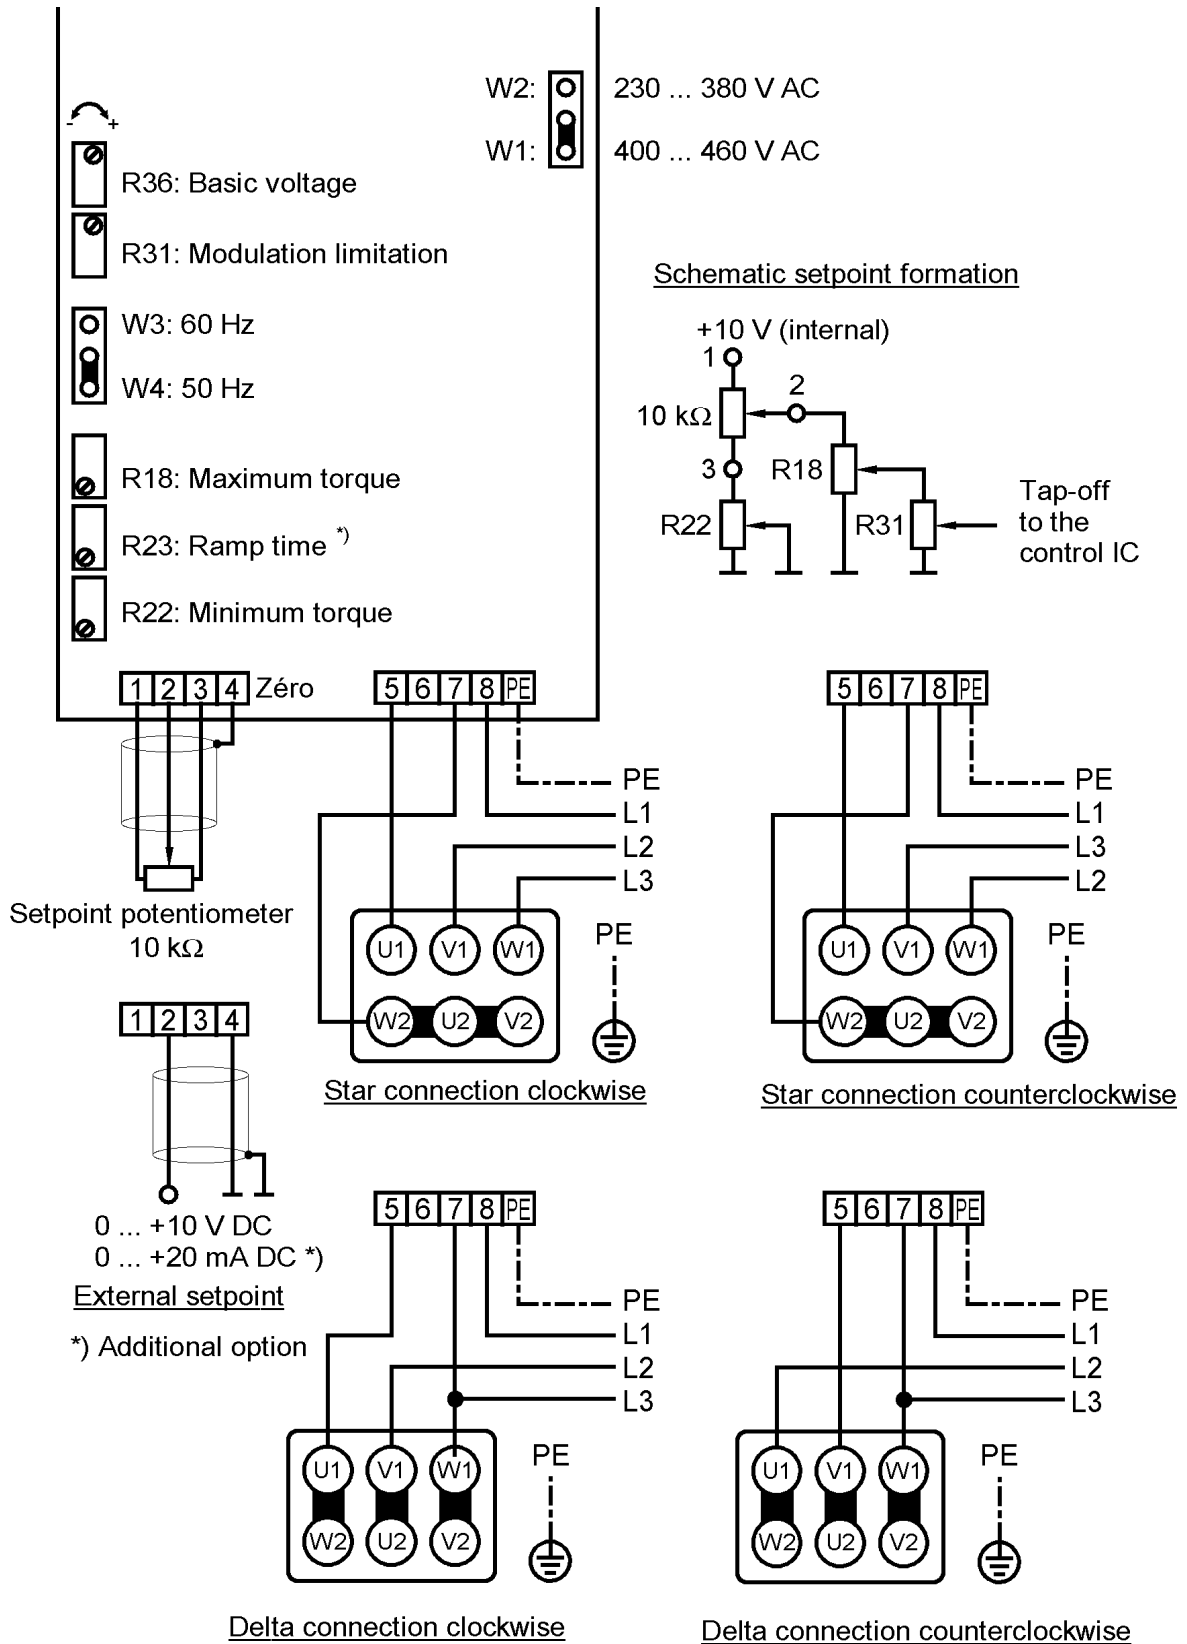 W2: 230 ... 380 V AC
W1: 400 ... 460 V AC
- +
R36: Basic voltage
R31: Modulation limitation
W3: 60 Hz
W4: 50 Hz
R18: Maximum torque
R23: Ramp time *)
R22: Minimum torque
Schematic setpoint formation
+10 V (internal)
1
2
10 kΩ
3
R18
R22
R31
Tap-off
to the
control IC
1 2 3 4 Zéro
5 6 7 8 PE
PE
L1
L2
L3
Setpoint potentiometer
10 kΩ
U1 V1 W1
W2 U2 V2
PE
Star connection clockwise
5 6 7 8 PE
PE
L1
L3
L2
U1 V1 W1
W2 U2 V2
PE
Star connection counterclockwise
1 2 3 4
0 ... +10 V DC
0 ... +20 mA DC *)
External setpoint
*) Additional option
5 6 7 8 PE
PE
L1
L2
L3
U1 V1 W1
W2 U2 V2
PE
Delta connection clockwise
5 6 7 8 PE
PE
L1
L2
L3
U1 V1 W1
W2 U2 V2
PE
Delta connection counterclockwise